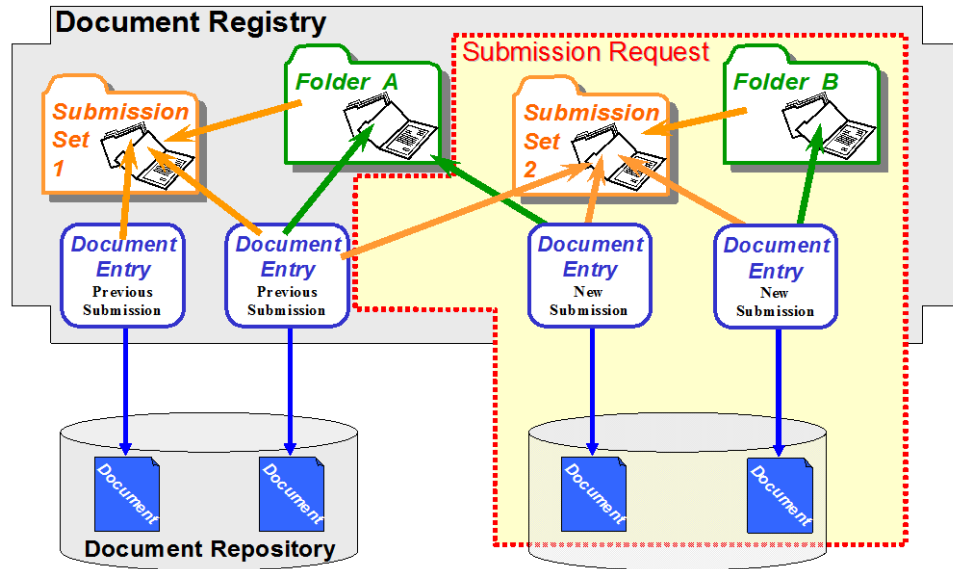 Document Registry
Submission Request
Submission
Set
1
Folder A
Submission
Set
2
Folder B
Document
Entry
Previous
Submission
Document
Entry
Previous
Submission
Document
Entry
New
Submission
Document
Entry
New
Submission
Document
Document
Document
Document
Document Repository